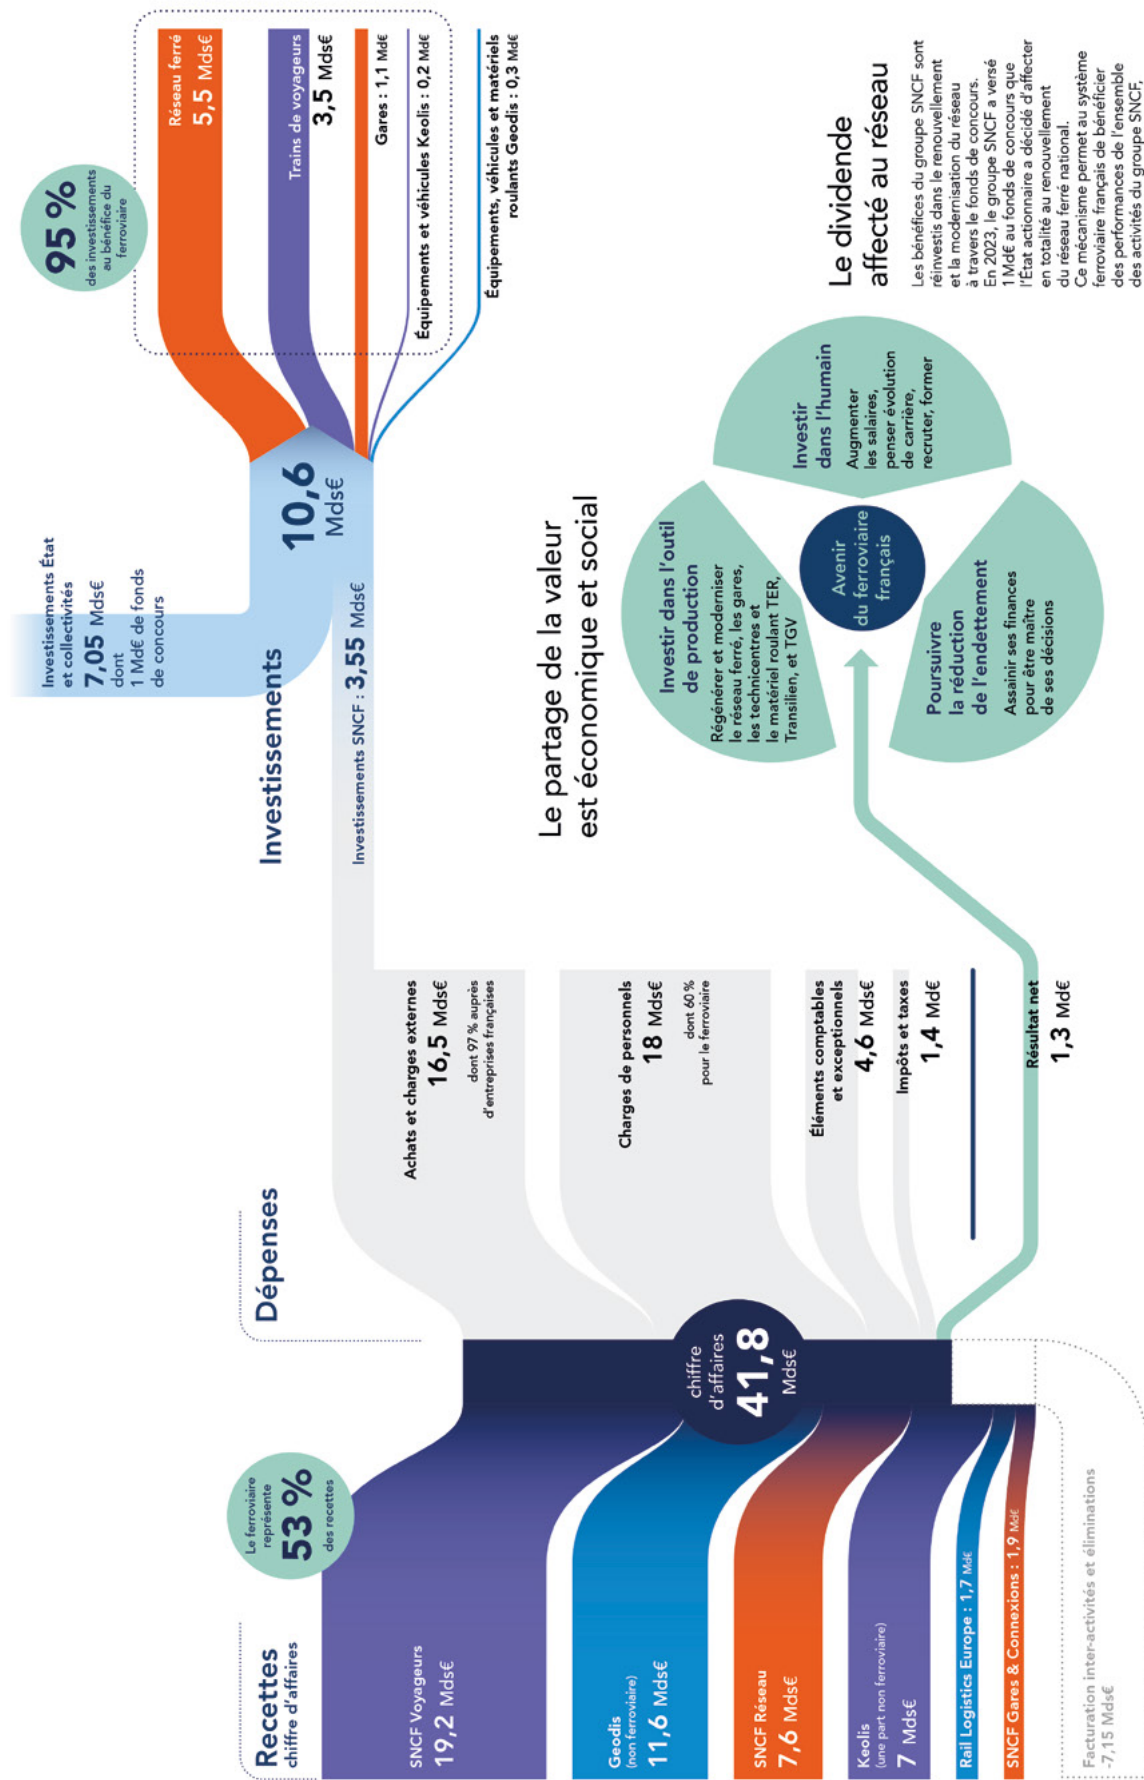 Recettes
chiffre d'affaires
Le ferroviaire
représente
53 %
des recettes
SNCF Voyageurs
19,2 Mds€
Geodis
(non ferroviaire)
11,6 Mds€
SNCF Réseau
7,6 Mds€
Keolis
(une part non ferroviaire)
7 Mds€
Rail Logistics Europe : 1,7 Md€
SNCF Gares & Connexions : 1,9 Md€
Facturation inter-activités et éliminations
-7,15 Mds€
chiffre
d'affaires
41,8
Mds€
Dépenses
Achats et charges externes
16,5 Mds€
dont 97 % auprès
d'entreprises françaises
Charges de personnels
18 Mds€
dont 60 %
pour le ferroviaire
Éléments comptables
et exceptionnels
4,6 Mds€
Impôts et taxes
1,4 Md€
Résultat net
1,3 Md€
Investissements
Investissements SNCF : 3,55 Mds€
Investissements État
et collectivités
7,05 Mds€
dont
1 Md€ de fonds
de concours
10,6
Mds€
95 %
des investissements
au bénéfice du
ferroviaire
Réseau ferré
5,5 Mds€
Trains de voyageurs
3,5 Mds€
Gares : 1,1 Md€
Équipements et véhicules Keolis : 0,2 Md€
Équipements, véhicules et matériels
roulants Geodis : 0,3 Md€
Le partage de la valeur
est économique et social
Investir dans l'outil
de production
Régénérer et moderniser
le réseau ferré, les gares,
les technicentres et
le matériel roulant TER,
Transilien, et TGV
Investir
dans l'humain
Augmenter
les salaires,
penser évolution
de carrière,
recruter, former
Avenir
du ferroviaire
français
Poursuivre
la réduction
de l'endettement
Assainir ses finances
pour être maître
de ses décisions
Le dividende
affecté au réseau
Les bénéfices du groupe SNCF sont
réinvestis dans le renouvellement
et la modernisation du réseau
à travers le fonds de concours.
En 2023, le groupe SNCF a versé
1 Md€ au fonds de concours que
l'État actionnaire a décidé d'affecter
en totalité au renouvellement
du réseau ferré national.
Ce mécanisme permet au système
ferroviaire français de bénéficier
des performances de l'ensemble
des activités du groupe SNCF,